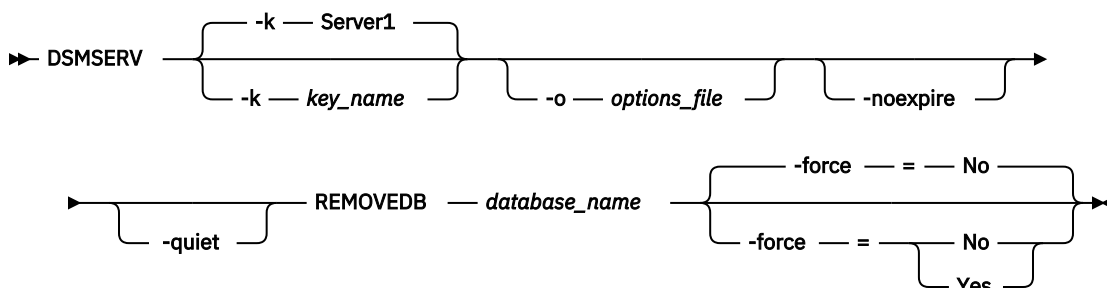 -k Server1
DSMSERV
-k key_name
-o options_file
-noexpire
-force = No
REMOVEDB database_name
-quiet
-force = No
Yes